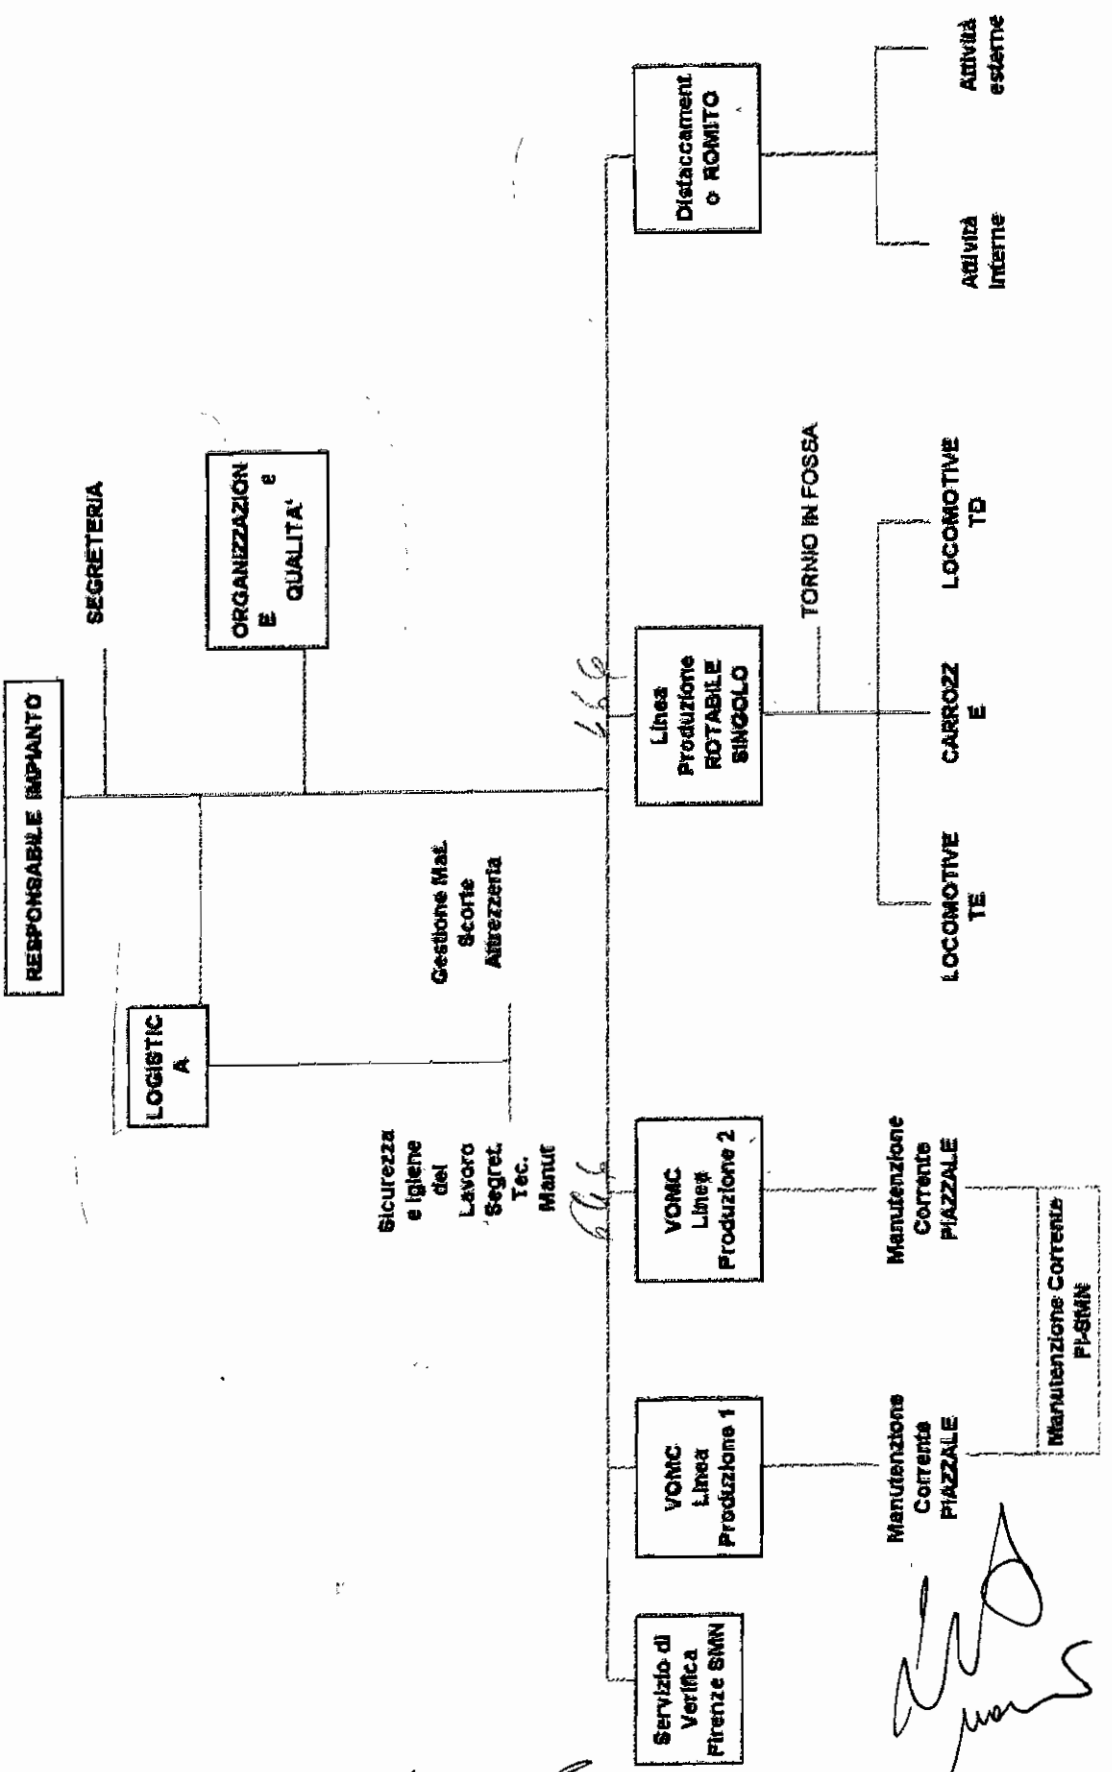 RESPONSABILE IMPIANTO
SEGRETERIA
LOGISTIC
A
ORGANIZZAZION
E e
QUALITA'
Sicurezza
e Igiene
del
Lavoro
Segret.
Tec.
Manut
Gestione Mat.
Scorte
Attrezzeria
Servizio di
Verifica
Firenze SMN
VOMC
Linea
Produzione 1
VOMC
Linea
Produzione 2
Linea
Produzione
ROTABILE
SINGOLO
Distaccament
o ROMITO
TORNIO IN FOSSA
Manutenzione
Corrente
PIAZZALE
Manutenzione
Corrente
PIAZZALE
LOCOMOTIVE
TE
CARROZZ
E
LOCOMOTIVE
TD
Attività
Interne
Attività
esterne
Manutenzione Corrente
FI-SMN